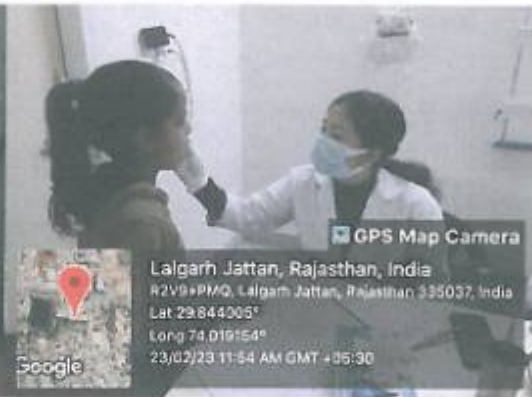 GPS Map Camera
Lalgarh Jattan, Rajasthan, India
R2V9+PMQ, Lalgarh Jattan, Rajasthan 335037, India
Lat 29.844005°
Long 74.019154°
23/02/23 11:54 AM GMT +05:30
Google